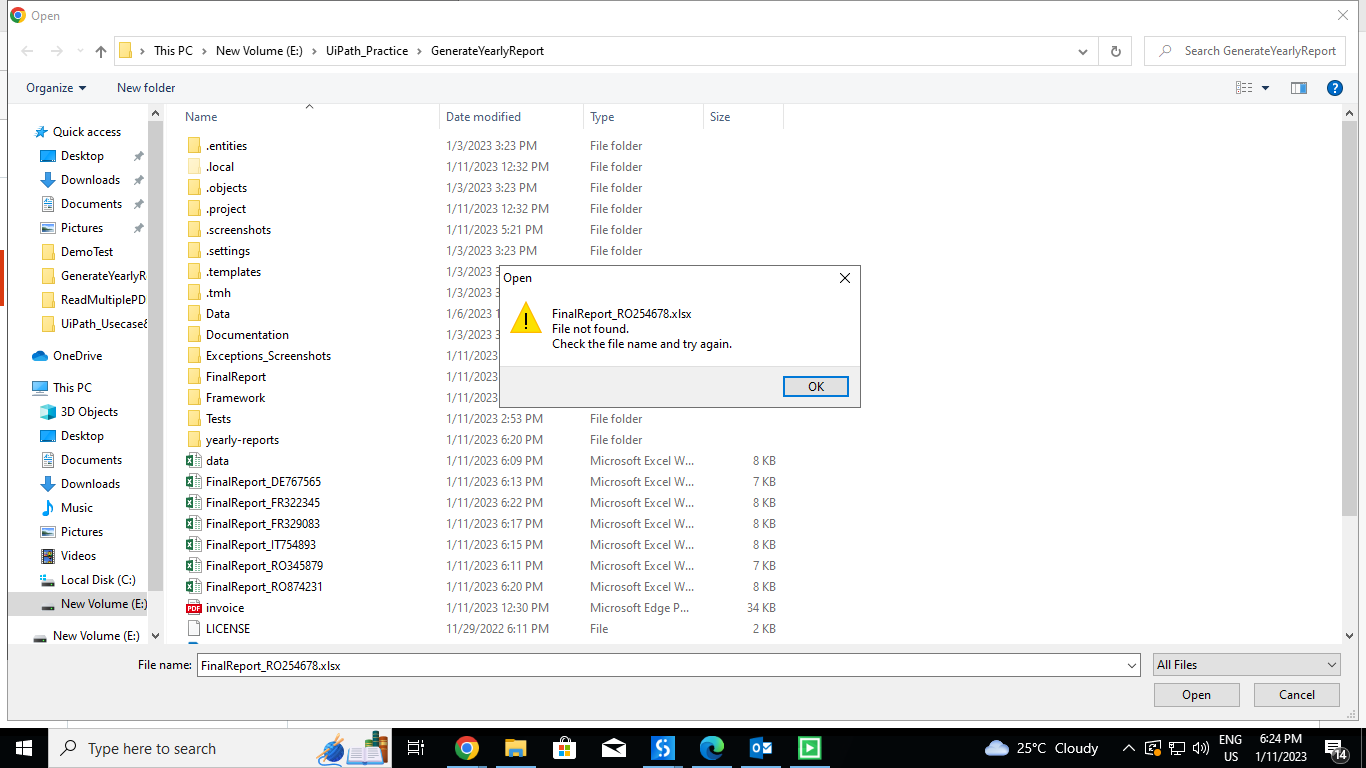 Open
This PC > New Volume (E:) > UiPath_Practice > GenerateYearlyReport
Search GenerateYearlyReport
Organize
New folder
Name Date modified Type Size
Quick access
Desktop
Downloads
Documents
Pictures
DemoTest
GenerateYearlyR
ReadMultiplePD
UiPath_Usecase
OneDrive
This PC
3D Objects
Desktop
Documents
Downloads
Music
Pictures
Videos
Local Disk (C:)
New Volume (E:)
New Volume (E:)
.entities 1/3/2023 3:23 PM File folder
.local 1/11/2023 12:32 PM File folder
.objects 1/3/2023 3:23 PM File folder
.project 1/11/2023 12:32 PM File folder
.screenshots 1/11/2023 5:21 PM File folder
.settings 1/3/2023 3:23 PM File folder
.templates 1/3/2023 3
.tmh 1/3/2023 3
Data 1/6/2023 1
Documentation 1/3/2023 3
Exceptions_Screenshots 1/11/2023
FinalReport 1/11/2023
Framework 1/11/2023
Tests 1/11/2023 2:53 PM File folder
yearly-reports 1/11/2023 6:20 PM File folder
data 1/11/2023 6:09 PM Microsoft Excel W... 8 KB
FinalReport_DE767565 1/11/2023 6:13 PM Microsoft Excel W... 7 KB
FinalReport_FR322345 1/11/2023 6:22 PM Microsoft Excel W... 8 KB
FinalReport_FR329083 1/11/2023 6:17 PM Microsoft Excel W... 8 KB
FinalReport_IT754893 1/11/2023 6:15 PM Microsoft Excel W... 8 KB
FinalReport_RO345879 1/11/2023 6:11 PM Microsoft Excel W... 7 KB
FinalReport_RO874231 1/11/2023 6:20 PM Microsoft Excel W... 8 KB
PDF invoice 1/11/2023 12:30 PM Microsoft Edge P... 34 KB
LICENSE 11/29/2022 6:11 PM File 2 KB
Open
FinalReport_RO254678.xlsx
File not found.
Check the file name and try again.
OK
File name: FinalReport_RO254678.xlsx
All Files
Open
Cancel
Type here to search
25°C Cloudy
ENG
US
6:24 PM
1/11/2023
14